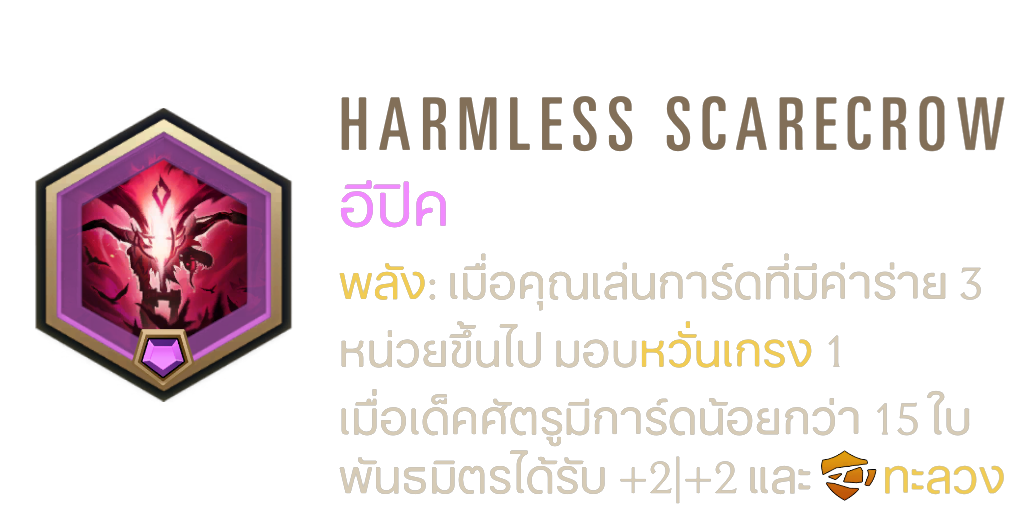 HARMLESS SCARECROW
อีปิค
พลัง: เมื่อคุณเล่นการ์ดที่มีค่าร่าย 3
หน่วยขึ้นไป มอบหวั่นเกรง 1
เมื่อเด็คศัตรูมีการ์ดน้อยกว่า 15 ใบ
พันธมิตรได้รับ +2|+2 และ ทะลวง